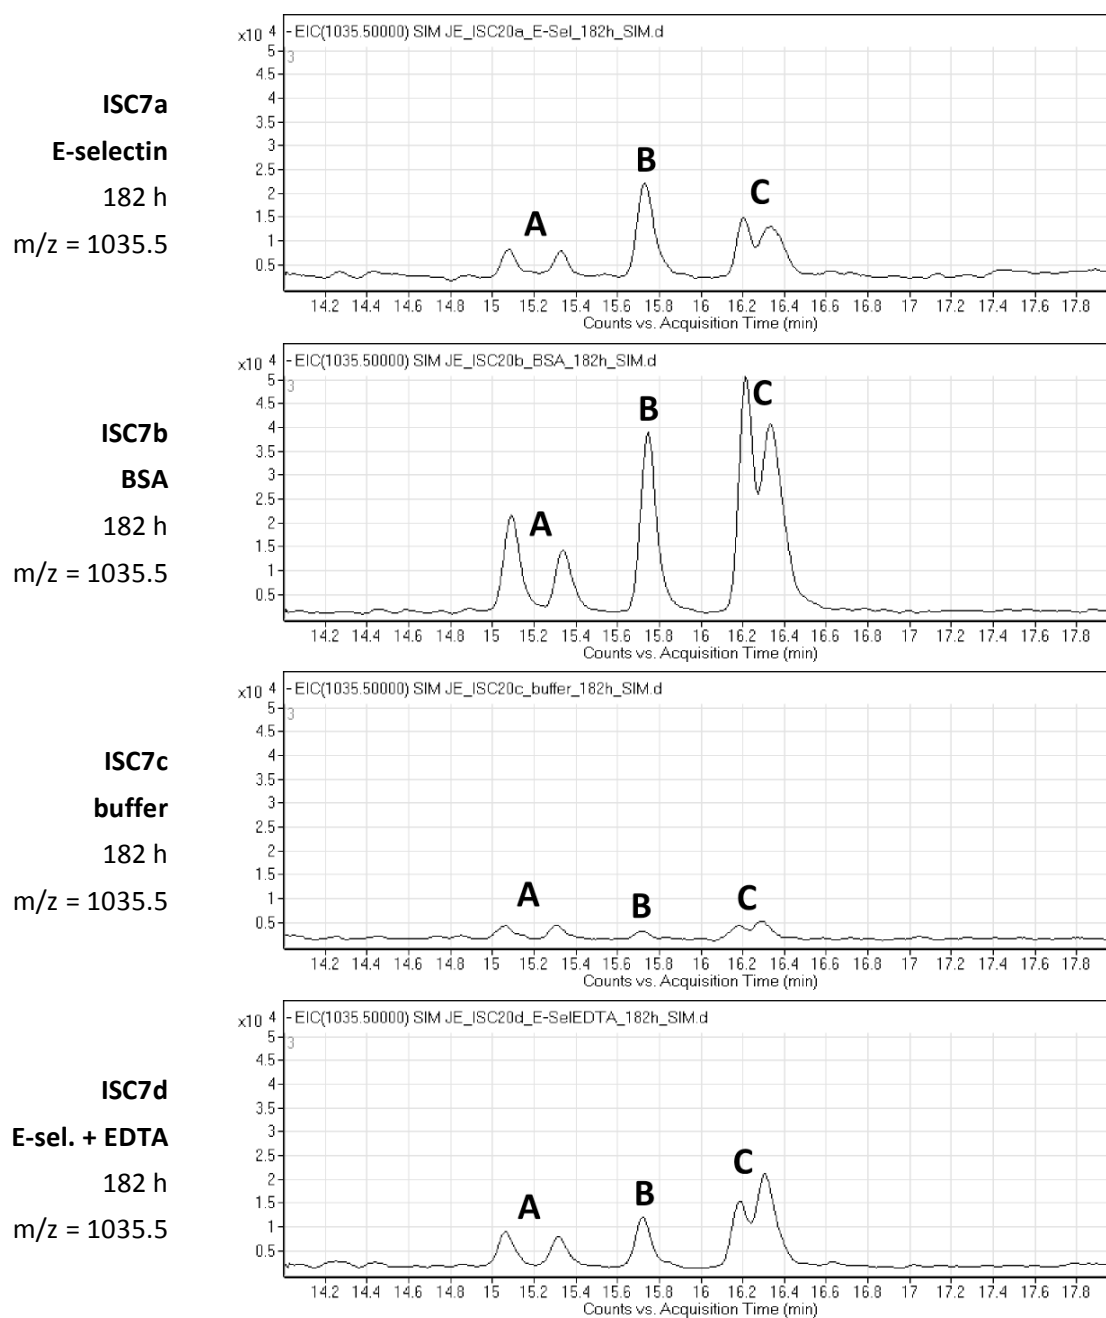 ISC7a
E-selectin
182 h
m/z = 1035.5
x10 4
-EIC(1035.50000) SIM JE_ISC20a_E-Sel_182h_SIM.d
3
5
4.5
4
3.5
3
2.5
2
1.5
1
0.5
A
B
C
14.2 14.4 14.6 14.8 15 15.2 15.4 15.6 15.8 16 16.2 16.4 16.6 16.8 17 17.2 17.4 17.6 17.8
Counts vs. Acquisition Time (min)
ISC7b
BSA
182 h
m/z = 1035.5
x10 4
-EIC(1035.50000) SIM JE_ISC20b_BSA_182h_SIM.d
3
5
4.5
4
3.5
3
2.5
2
1.5
1
0.5
A
B
C
14.2 14.4 14.6 14.8 15 15.2 15.4 15.6 15.8 16 16.2 16.4 16.6 16.8 17 17.2 17.4 17.6 17.8
Counts vs. Acquisition Time (min)
ISC7c
buffer
182 h
m/z = 1035.5
x10 4
-EIC(1035.50000) SIM JE_ISC20c_buffer_182h_SIM.d
3
5
4.5
4
3.5
3
2.5
2
1.5
1
0.5
A
B
C
14.2 14.4 14.6 14.8 15 15.2 15.4 15.6 15.8 16 16.2 16.4 16.6 16.8 17 17.2 17.4 17.6 17.8
Counts vs. Acquisition Time (min)
ISC7d
E-sel. + EDTA
182 h
m/z = 1035.5
x10 4
-EIC(1035.50000) SIM JE_ISC20d_E-SelEDTA_182h_SIM.d
3
5
4.5
4
3.5
3
2.5
2
1.5
1
0.5
A
B
C
14.2 14.4 14.6 14.8 15 15.2 15.4 15.6 15.8 16 16.2 16.4 16.6 16.8 17 17.2 17.4 17.6 17.8
Counts vs. Acquisition Time (min)